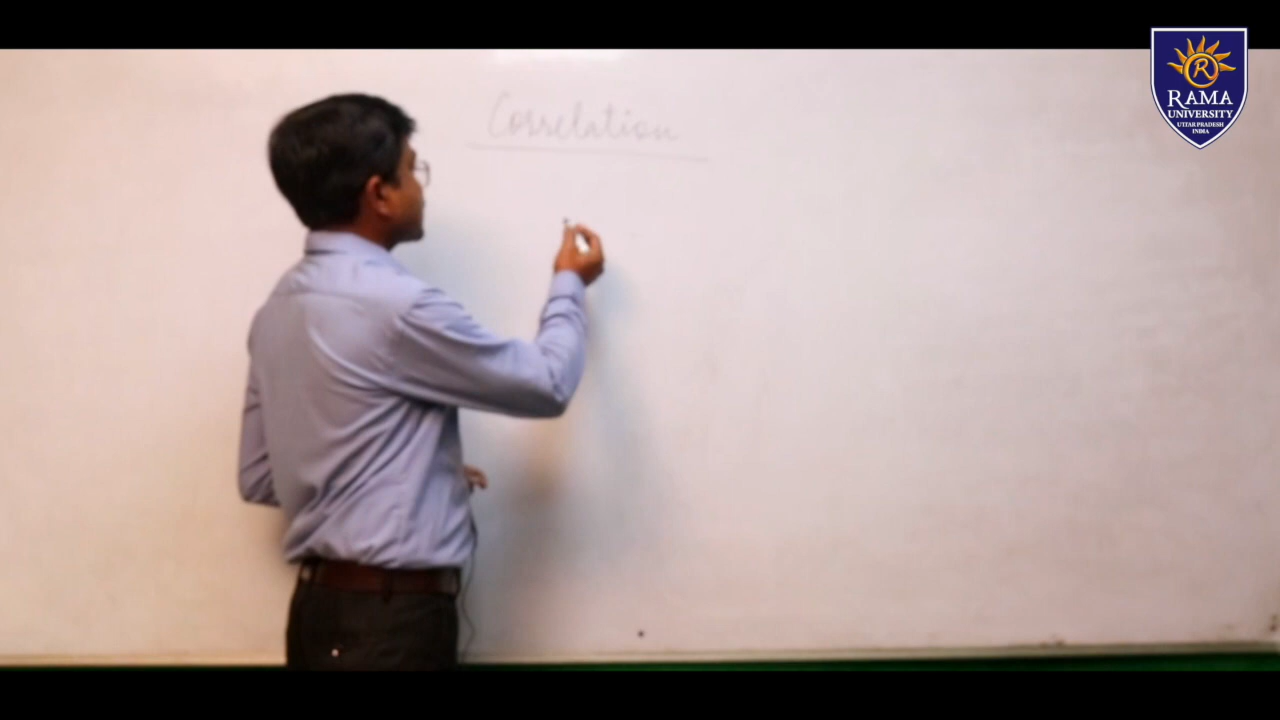 Correlation
R
RAMA
UNIVERSITY
UTTAR PRADESH
INDIA